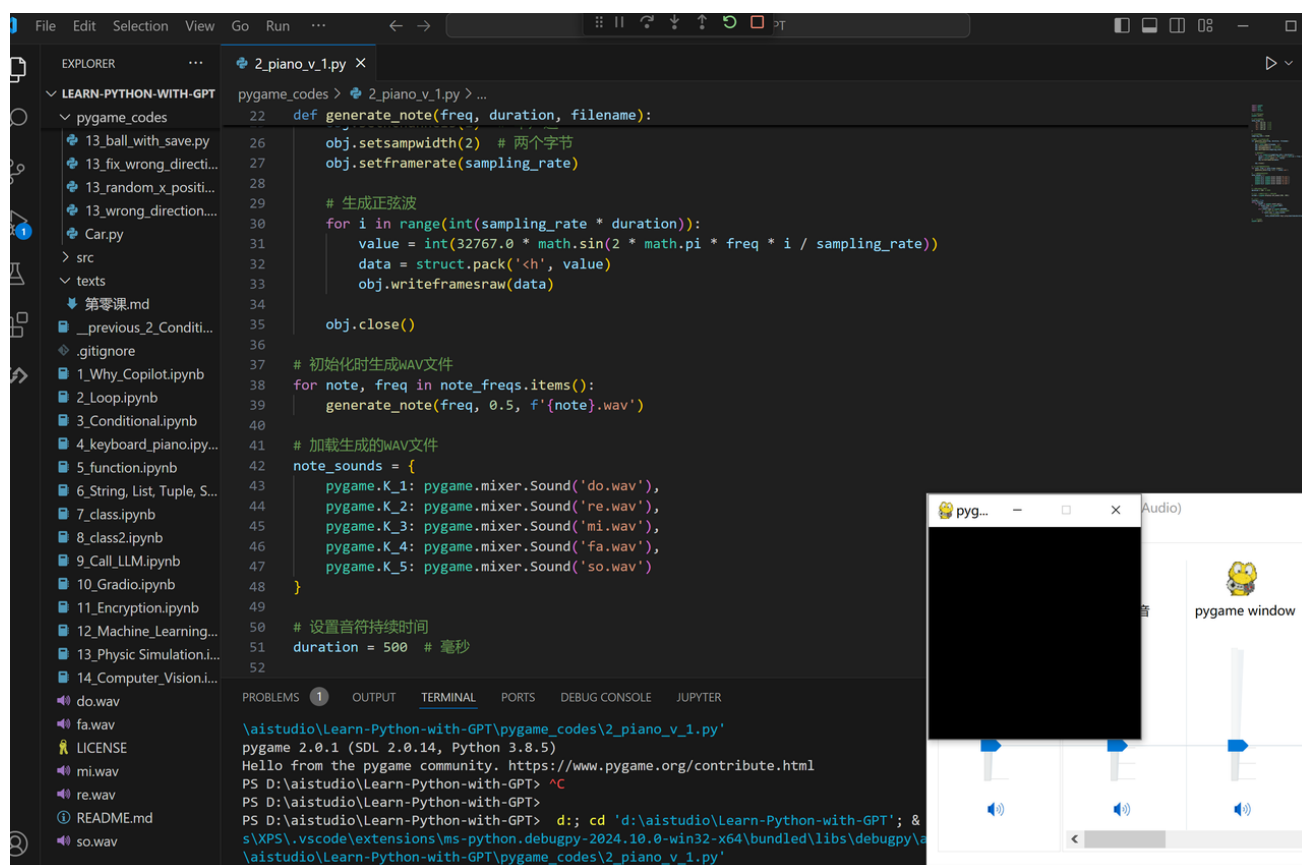 File Edit Selection View Go Run ···
EXPLORER ···
LEARN-PYTHON-WITH-GPT
pygame_codes
13_ball_with_save.py
13_fix_wrong_directi...
13_random_x_positi...
13_wrong_direction....
Car.py
src
texts
第零课.md
__previous_2_Conditi...
.gitignore
1_Why_Copilot.ipynb
2_Loop.ipynb
3_Conditional.ipynb
4_keyboard_piano.ipy...
5_function.ipynb
6_String, List, Tuple, S...
7_class.ipynb
8_class2.ipynb
9_Call_LLM.ipynb
10_Gradio.ipynb
11_Encryption.ipynb
12_Machine_Learning...
13_Physic Simulation.i...
14_Computer_Vision.i...
do.wav
fa.wav
LICENSE
mi.wav
re.wav
README.md
so.wav
1
2_piano_v_1.py
pygame_codes > 2_piano_v_1.py > ...
22 def generate_note(freq, duration, filename):
26 obj.setsampwidth(2) # 两个字节
27 obj.setframerate(sampling_rate)
28
29 # 生成正弦波
30 for i in range(int(sampling_rate * duration)):
31 value = int(32767.0 * math.sin(2 * math.pi * freq * i / sampling_rate))
32 data = struct.pack('<h', value)
33 obj.writeframesraw(data)
34
35 obj.close()
36
37 # 初始化时生成WAV文件
38 for note, freq in note_freqs.items():
39 generate_note(freq, 0.5, f'{note}.wav')
40
41 # 加载生成的WAV文件
42 note_sounds = {
43 pygame.K_1: pygame.mixer.Sound('do.wav'),
44 pygame.K_2: pygame.mixer.Sound('re.wav'),
45 pygame.K_3: pygame.mixer.Sound('mi.wav'),
46 pygame.K_4: pygame.mixer.Sound('fa.wav'),
47 pygame.K_5: pygame.mixer.Sound('so.wav')
48 }
49
50 # 设置音符持续时间
51 duration = 500 # 毫秒
52
PROBLEMS 1 OUTPUT TERMINAL PORTS DEBUG CONSOLE JUPYTER
\aistudio\Learn-Python-with-GPT\pygame_codes\2_piano_v_1.py'
pygame 2.0.1 (SDL 2.0.14, Python 3.8.5)
Hello from the pygame community. https://www.pygame.org/contribute.html
PS D:\aistudio\Learn-Python-with-GPT> ^C
PS D:\aistudio\Learn-Python-with-GPT>
PS D:\aistudio\Learn-Python-with-GPT> d:; cd 'd:\aistudio\Learn-Python-with-GPT'; &
s\XPS\.vscode\extensions\ms-python.debugpy-2024.10.0-win32-x64\bundled\libs\debugpy\a
\aistudio\Learn-Python-with-GPT\pygame_codes\2_piano_v_1.py'
pyg...
Audio)
音
pygame window